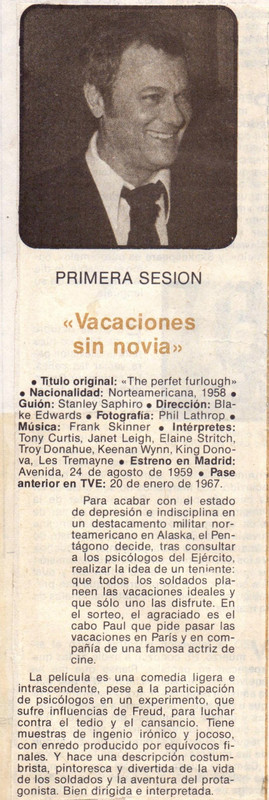 PRIMERA SESION
«Vacaciones
sin novia»
● Titulo original: «The perfet furlough»
● Nacionalidad: Norteamericana, 1958 ●
Guión: Stanley Saphiro ● Dirección: Bla-
ke Edwards ● Fotografía: Phil Lathrop ●
Música: Frank Skinner ● Intérpretes:
Tony Curtis, Janet Leigh, Elaine Stritch,
Troy Donahue, Keenan Wynn, King Dono-
va, Les Tremayne ● Estreno en Madrid:
Avenida, 24 de agosto de 1959 ● Pase
anterior en TVE: 20 de enero de 1967.
Para acabar con el estado
de depresión e indisciplina en
un destacamento militar nor-
teamericano en Alaska, el Pen-
tágono decide, tras consultar
a los psicólogos del Ejército,
realizar la idea de un teniente:
que todos los soldados pla-
neen las vacaciones ideales y
que sólo uno las disfrute. En
el sorteo, el agraciado es el
cabo Paul que pide pasar las
vacaciones en París y en com-
pañía de una famosa actriz de
cine.
La película es una comedia ligera e
intrascendente, pese a la participación
de psicólogos en un experimento, que
sufre influencias de Freud, para luchar
contra el tedio y el cansancio. Tiene
muestras de ingenio irónico y jocoso,
con enredo producido por equívocos fi-
nales. Y hace una descripción costum-
brista, pintoresca y divertida de la vida
de los soldados y la aventura del prota-
gonista. Bien dirigida e interpretada.